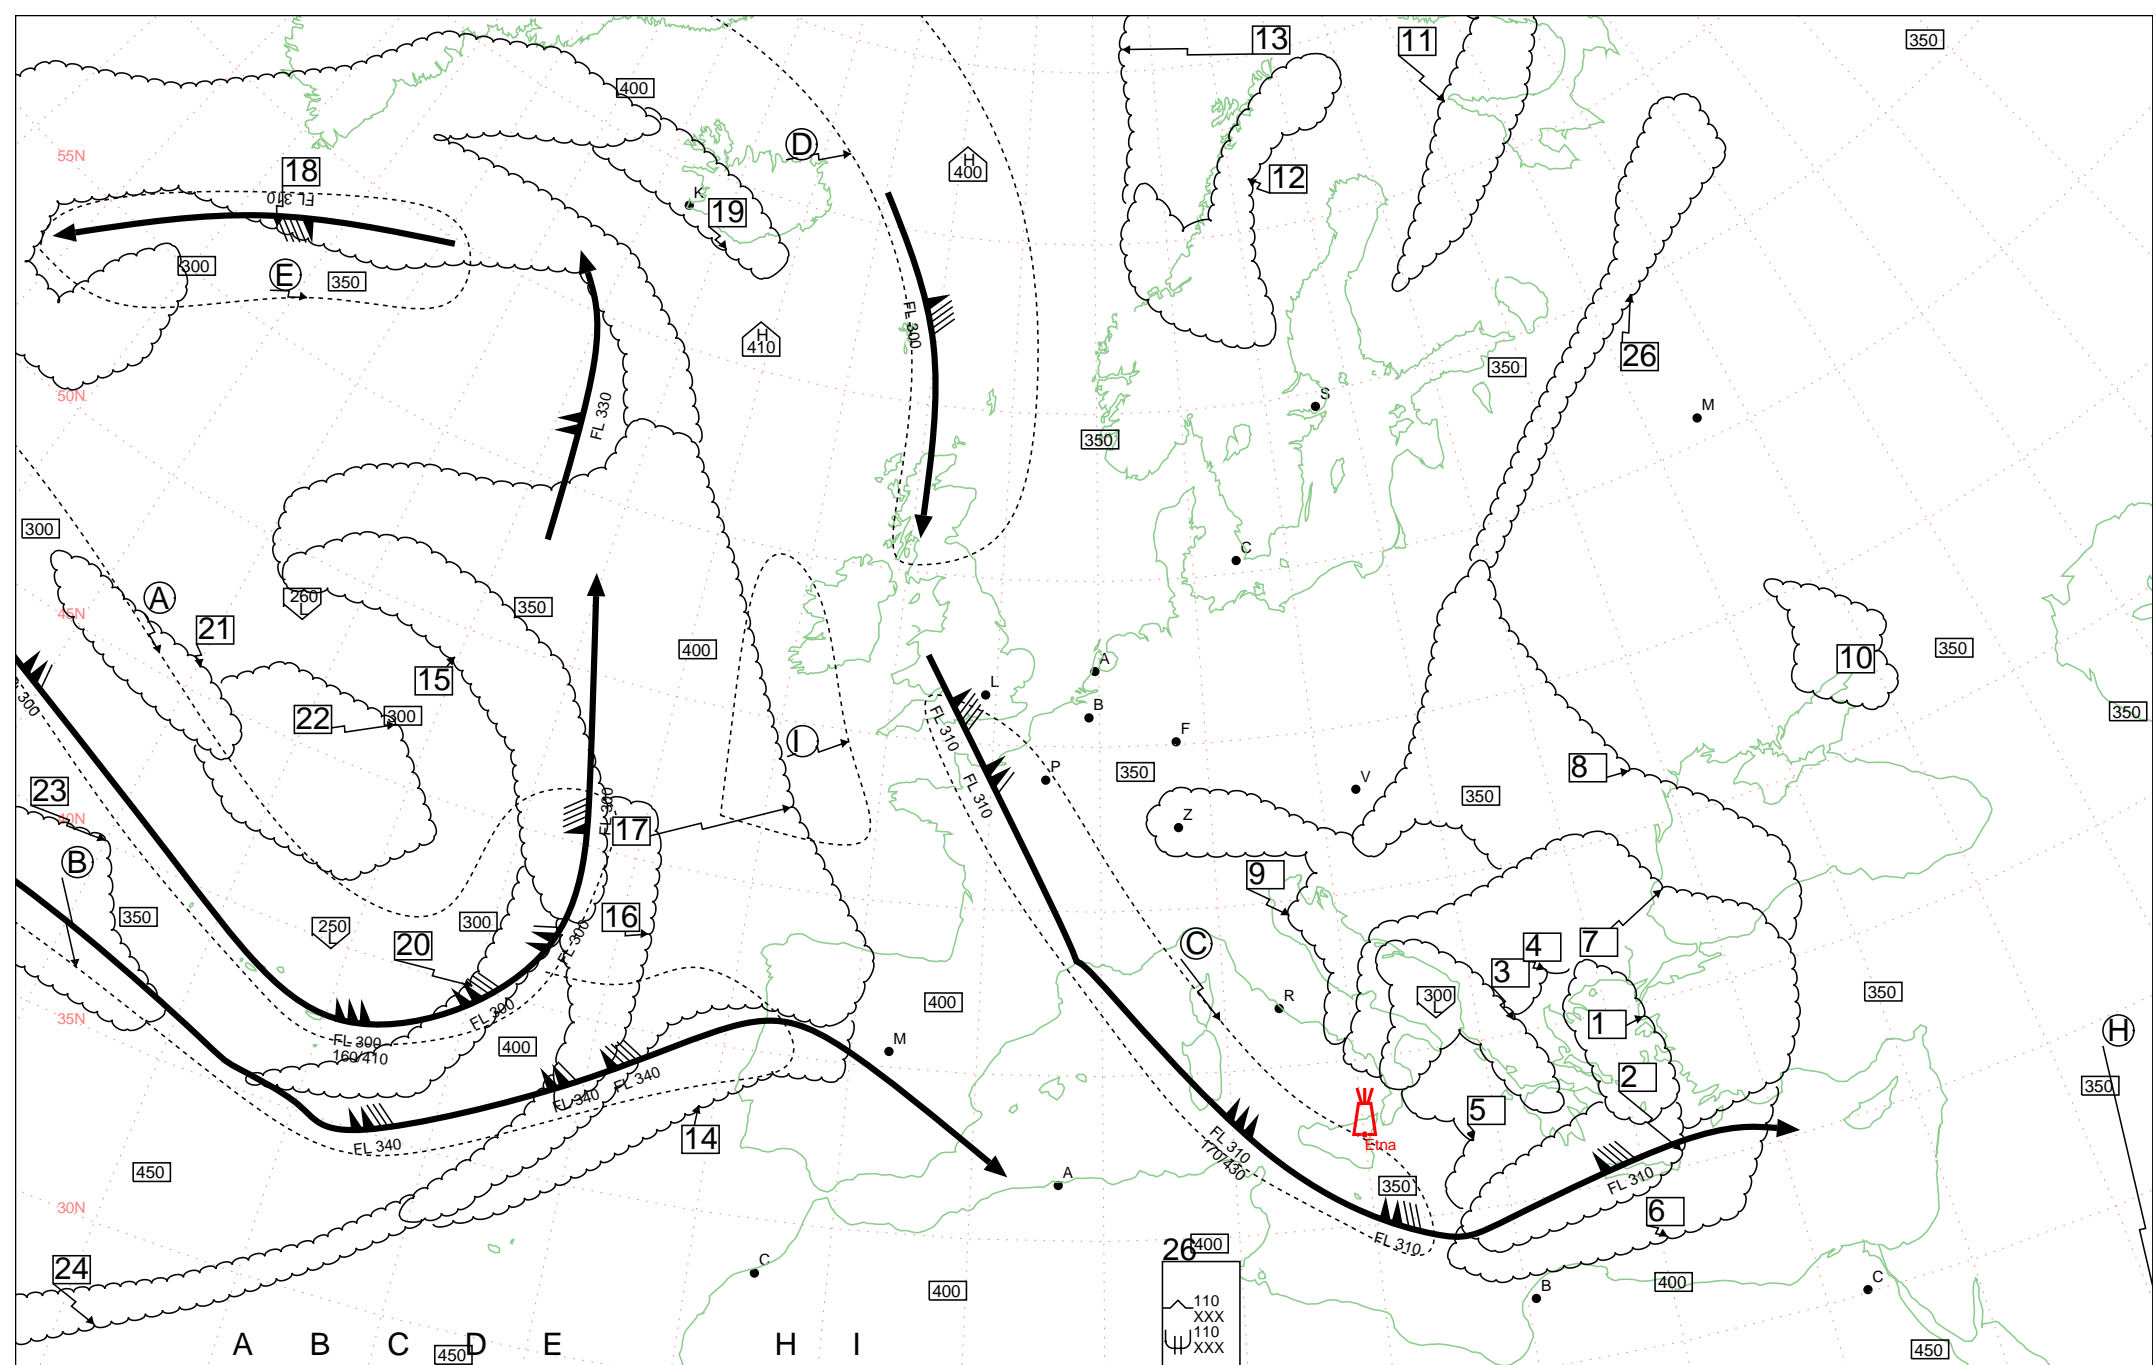 13
11
350
400
D
H
400
55N
18
FL 310
K
19
12
E
300
350
H
410
FL 300
26
350
50N
FL 330
S
M
350
300
C
A
260
L
45N
350
21
400
A
10
350
15
L
B
22
300
FL 310
350
I
F
P
350
8
V
FL 310
23
350
40N
FL 300
17
Z
B
9
350
300
16
250
L
20
FL 300
C
4
7
3
300
L
350
400
R
35N
FL 300
1
H
FL 300
160/410
400
M
2
350
FL 340
FL 340
5
FL 310
170/430
Etna
14
FL 340
450
A
350
FL 310
30N
6
26
400
FL 310
24
C
400
B
400
C
110
XXX
110
XXX
A B C D E H I
450
450
300